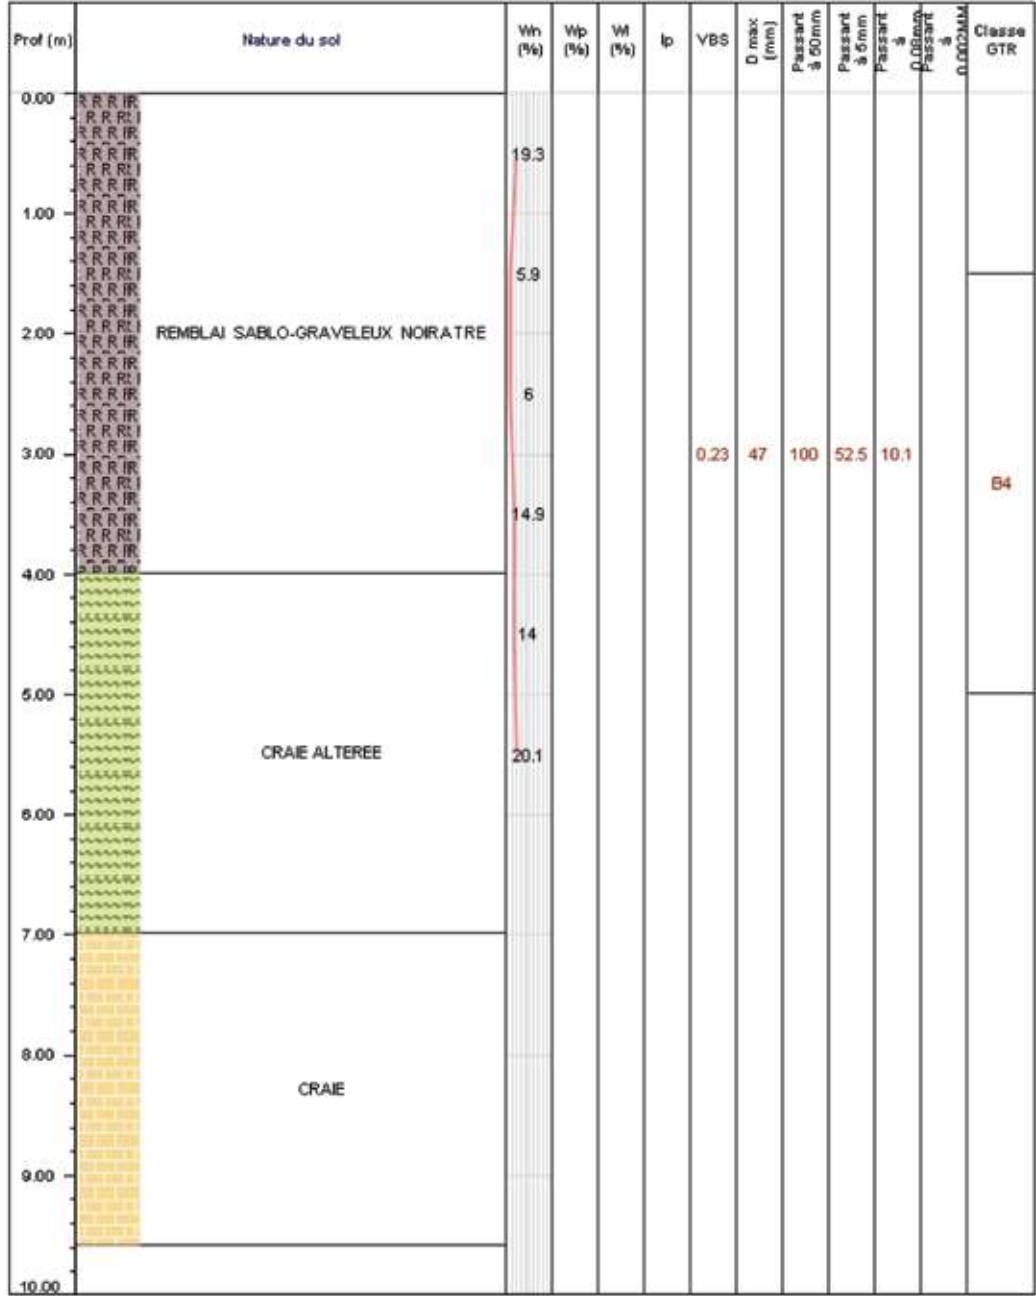 Prof (m) Nature du sol Wn (%) Wp (%) Wl (%) Ip VBS D max (mm) Passant à 50mm Passant à 5mm Passant à 0.08mm Passant à 0.002MM Classe GTR
0.00
19.3
1.00
5.9
2.00 REMBLAI SABLO-GRAVELEUX NOIRATRE
6
3.00 0.23 47 100 52.5 10.1
B4
14.9
4.00
14
5.00
CRAIE ALTEREE 20.1
6.00
7.00
8.00
CRAIE
9.00
10.00